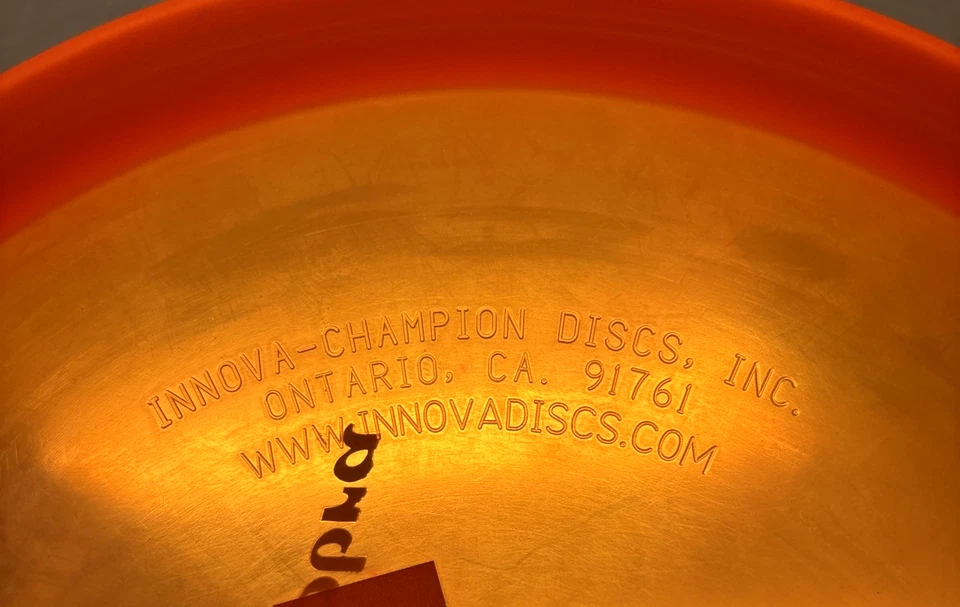 INNOVA-CHAMPION DISCS, INC.
ONTARIO, CA. 91761
WWW.INNOVADISCS.COM